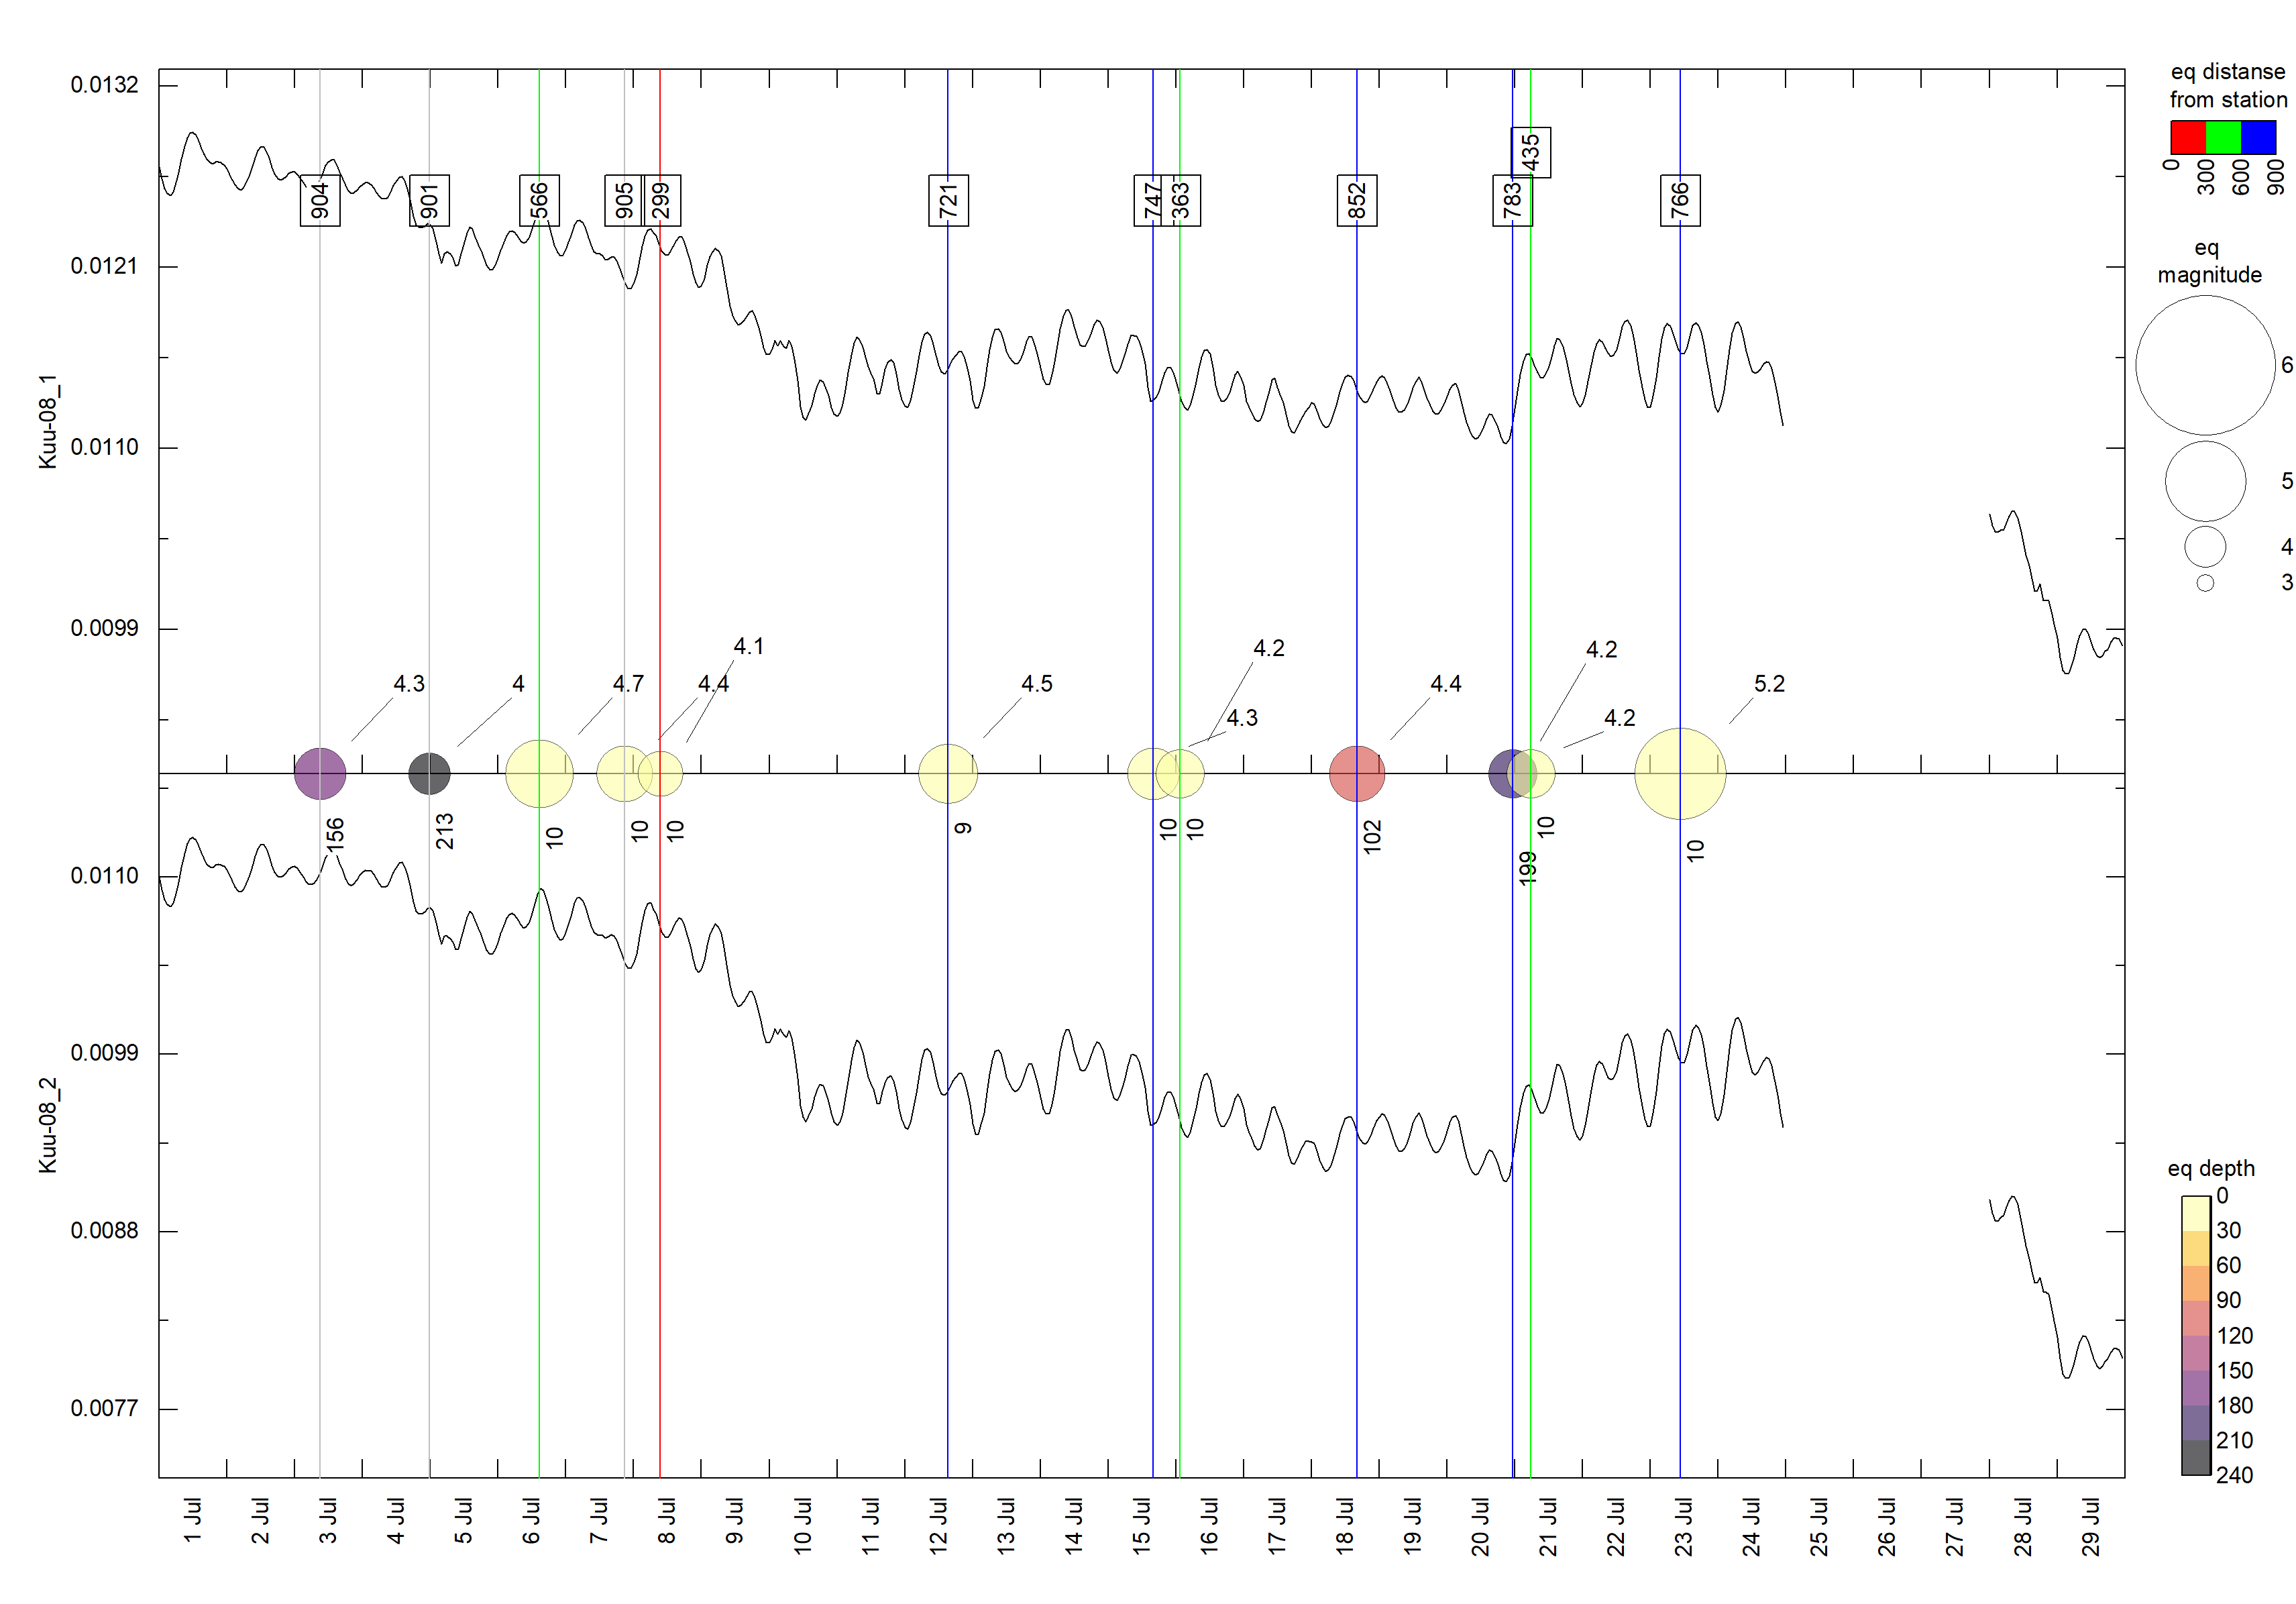 0.0132
0.0121
0.0110
0.0099
Kuu-08_1
904
901
566
905
299
721
747
363
852
783
435
766
4.3
4
4.7
4.4
4.1
4.5
4.3
4.2
4.4
4.2
4.2
5.2
156
213
10
10
10
9
10
10
102
199
10
10
0.0110
0.0099
0.0088
0.0077
Kuu-08_2
1 Jul
2 Jul
3 Jul
4 Jul
5 Jul
6 Jul
7 Jul
8 Jul
9 Jul
10 Jul
11 Jul
12 Jul
13 Jul
14 Jul
15 Jul
16 Jul
17 Jul
18 Jul
19 Jul
20 Jul
21 Jul
22 Jul
23 Jul
24 Jul
25 Jul
26 Jul
27 Jul
28 Jul
29 Jul
eq distanse
from station
0
300
600
900
eq
magnitude
6
5
4
3
eq depth
0
30
60
90
120
150
180
210
240